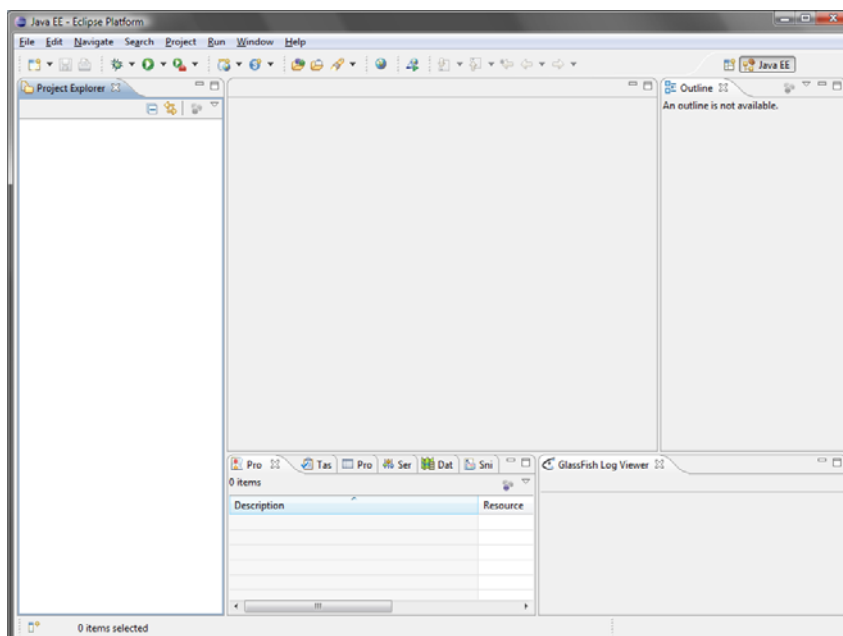 Java EE - Eclipse Platform
File Edit Navigate Search Project Run Window Help
Java EE
Project Explorer
Outline
An outline is not available.
Pro Tas Pro Ser Dat Sni
GlassFish Log Viewer
0 items
Description Resource
0 items selected